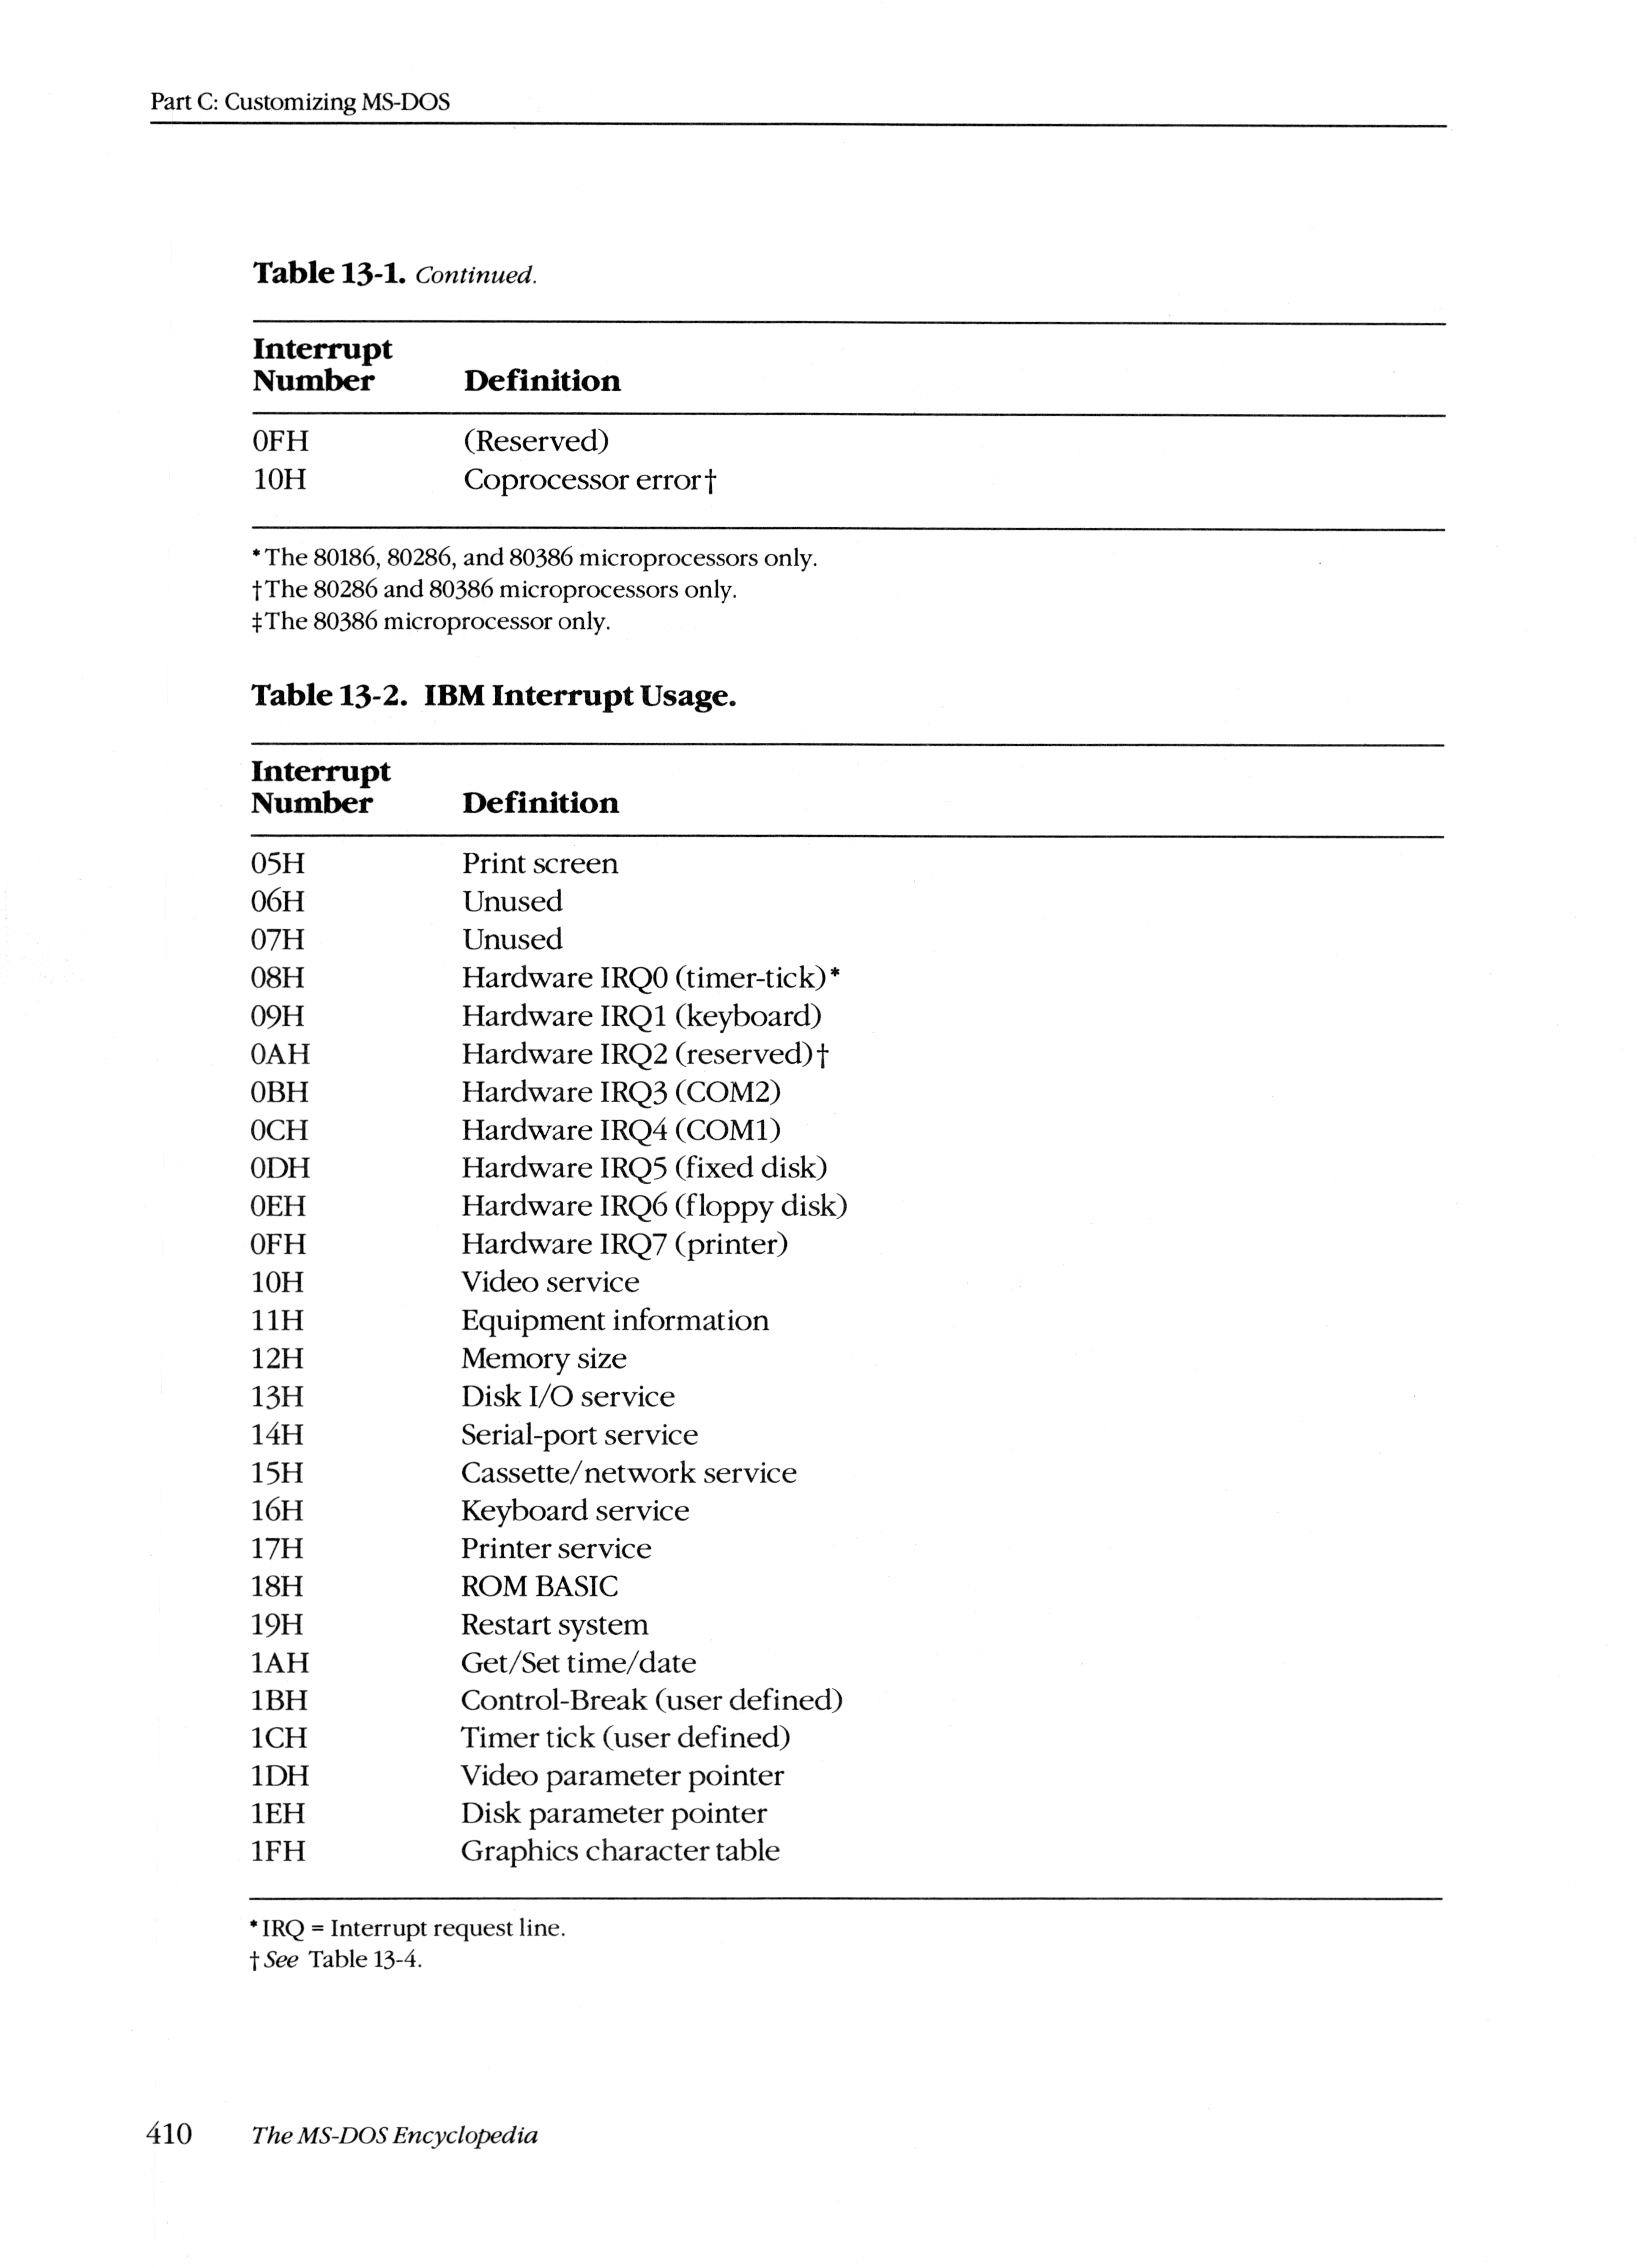 Part C: Customizing MS-DOS
Table 13-1. Continued.
Interrupt
Number Definition
0FH (Reserved)
10H Coprocessor error†
*The 80186, 80286, and 80386 microprocessors only.
†The 80286 and 80386 microprocessors only.
‡The 80386 microprocessor only.
Table 13-2. IBM Interrupt Usage.
Interrupt
Number Definition
05H Print screen
06H Unused
07H Unused
08H Hardware IRQ0 (timer-tick)*
09H Hardware IRQ1 (keyboard)
0AH Hardware IRQ2 (reserved)†
0BH Hardware IRQ3 (COM2)
0CH Hardware IRQ4 (COM1)
0DH Hardware IRQ5 (fixed disk)
0EH Hardware IRQ6 (floppy disk)
0FH Hardware IRQ7 (printer)
10H Video service
11H Equipment information
12H Memory size
13H Disk I/O service
14H Serial-port service
15H Cassette/network service
16H Keyboard service
17H Printer service
18H ROM BASIC
19H Restart system
1AH Get/Set time/date
1BH Control-Break (user defined)
1CH Timer tick (user defined)
1DH Video parameter pointer
1EH Disk parameter pointer
1FH Graphics character table
*IRQ = Interrupt request line.
†See Table 13-4.
410 The MS-DOS Encyclopedia